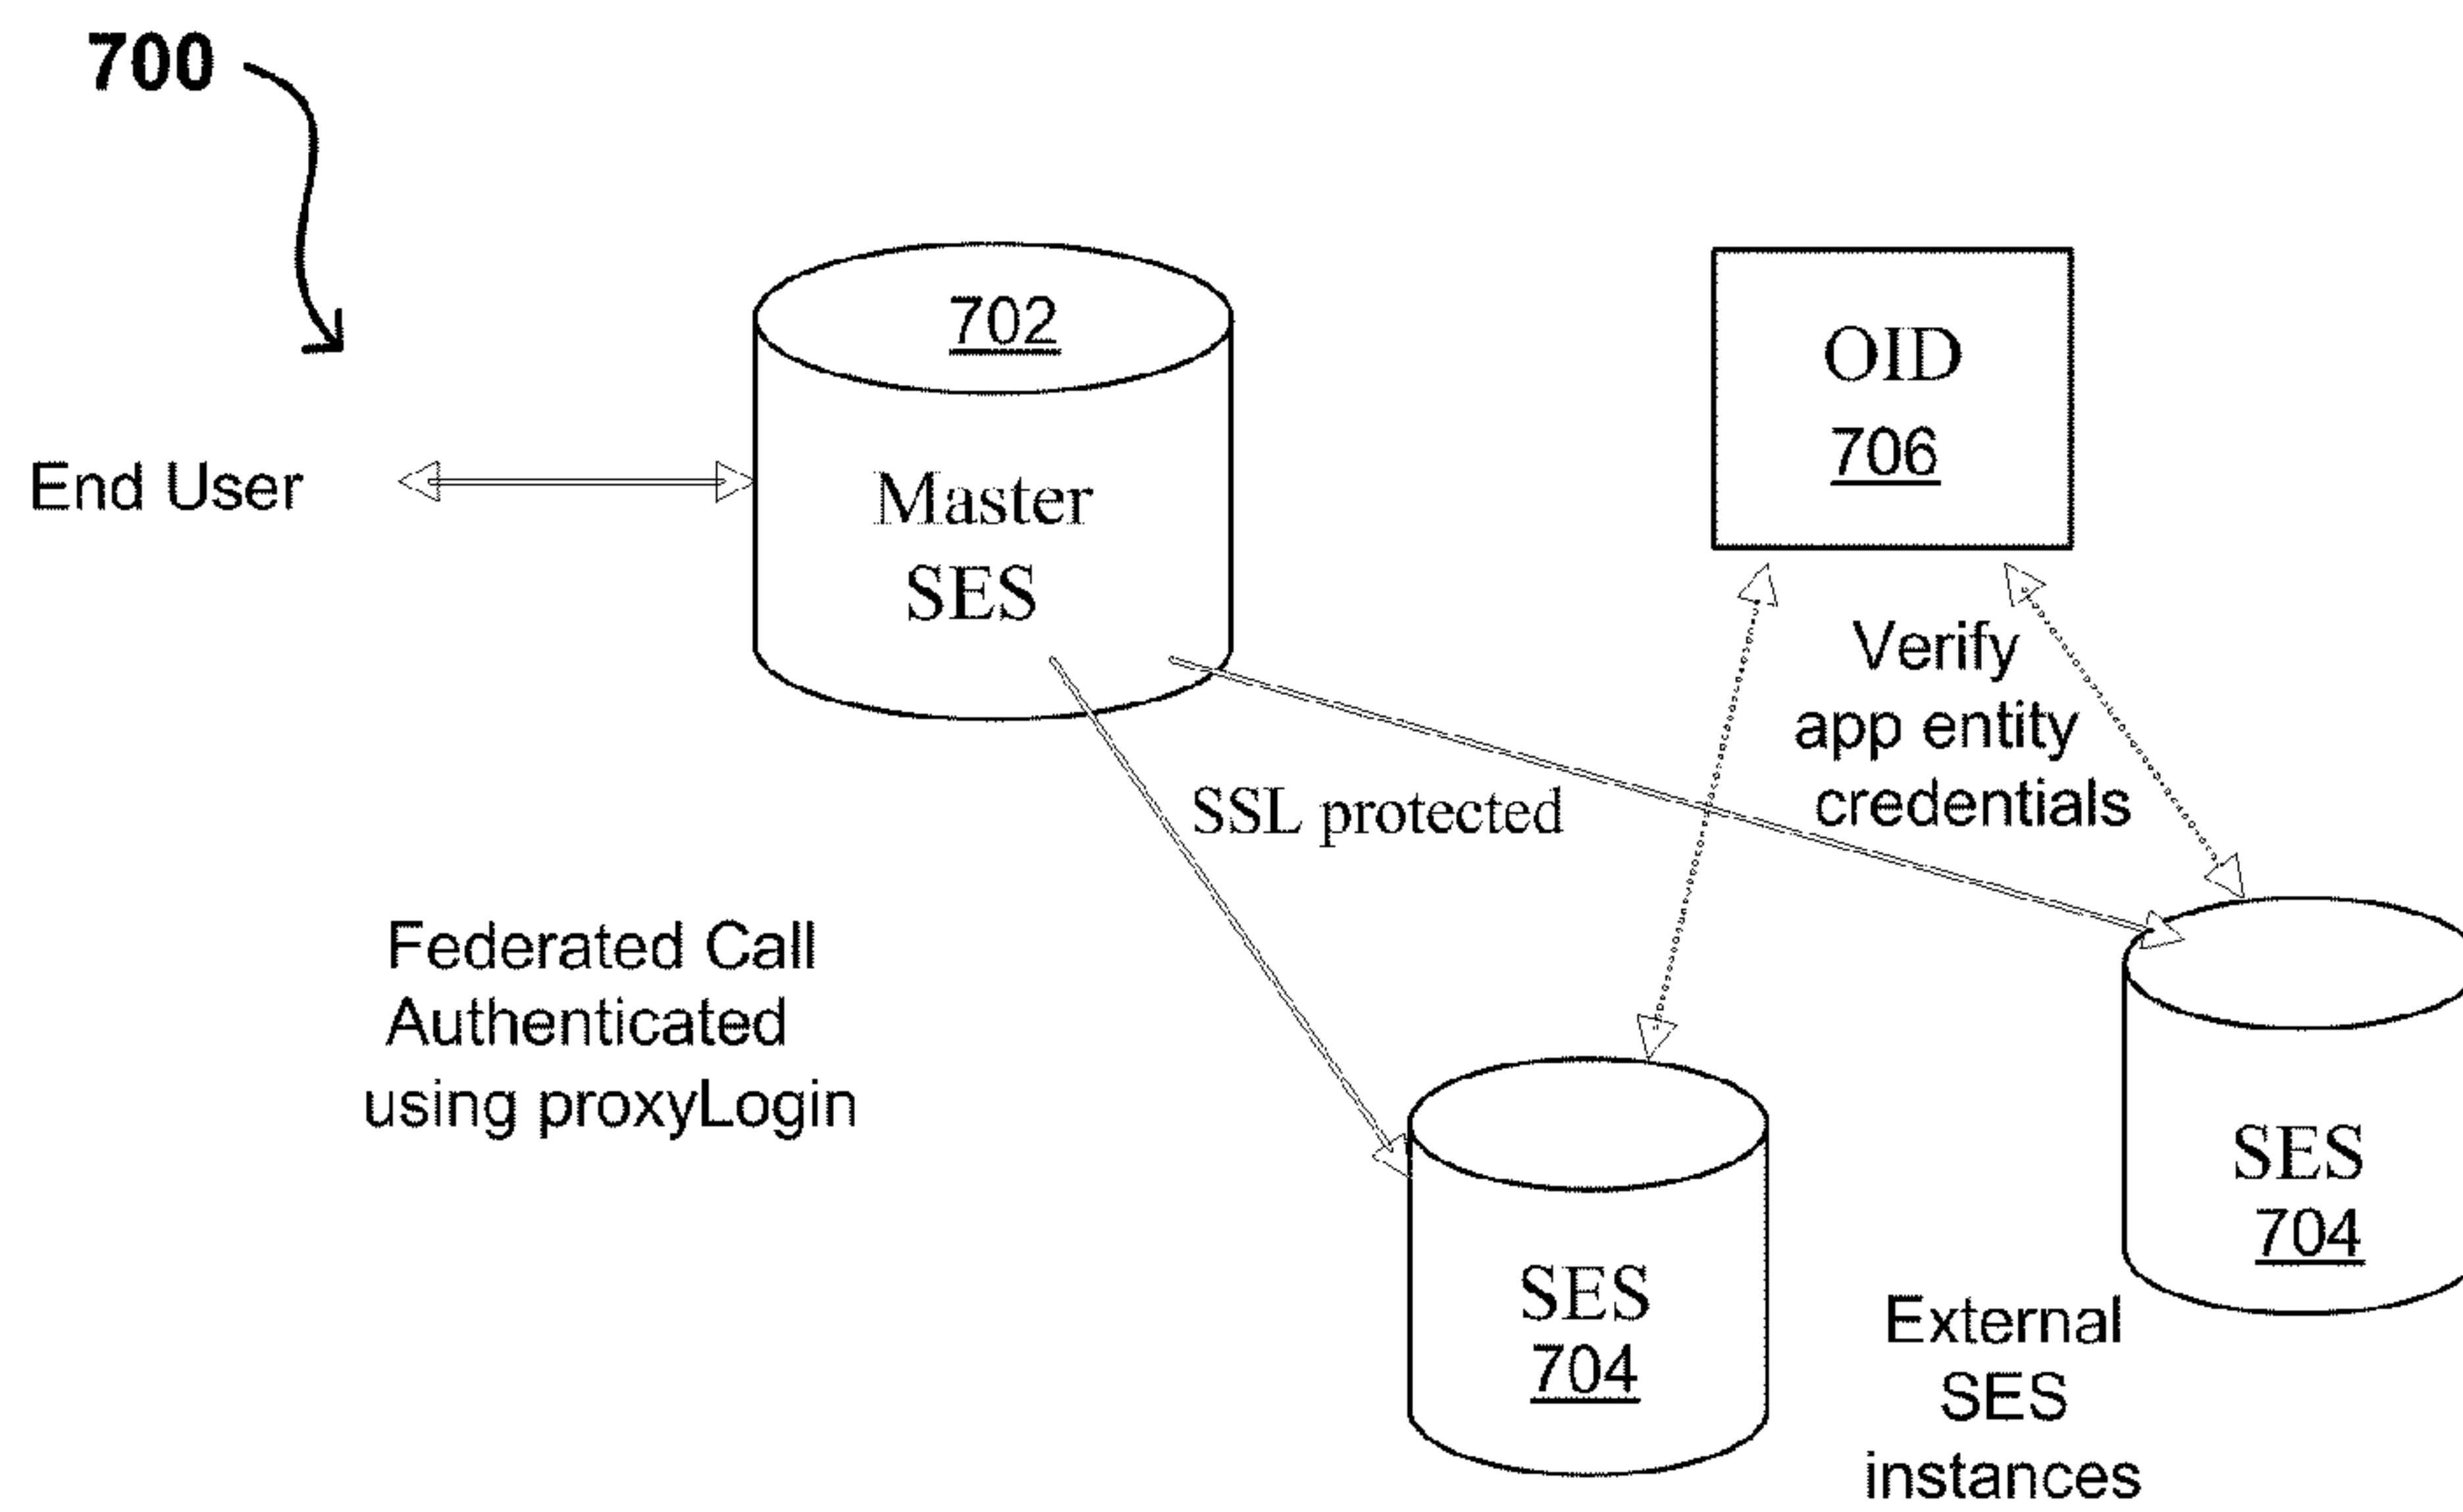 700
702
Master
SES
End User
OID
706
Verify
app entity
credentials
SSL protected
Federated Call
Authenticated
using proxyLogin
SES
704
SES
704
External
SES
instances